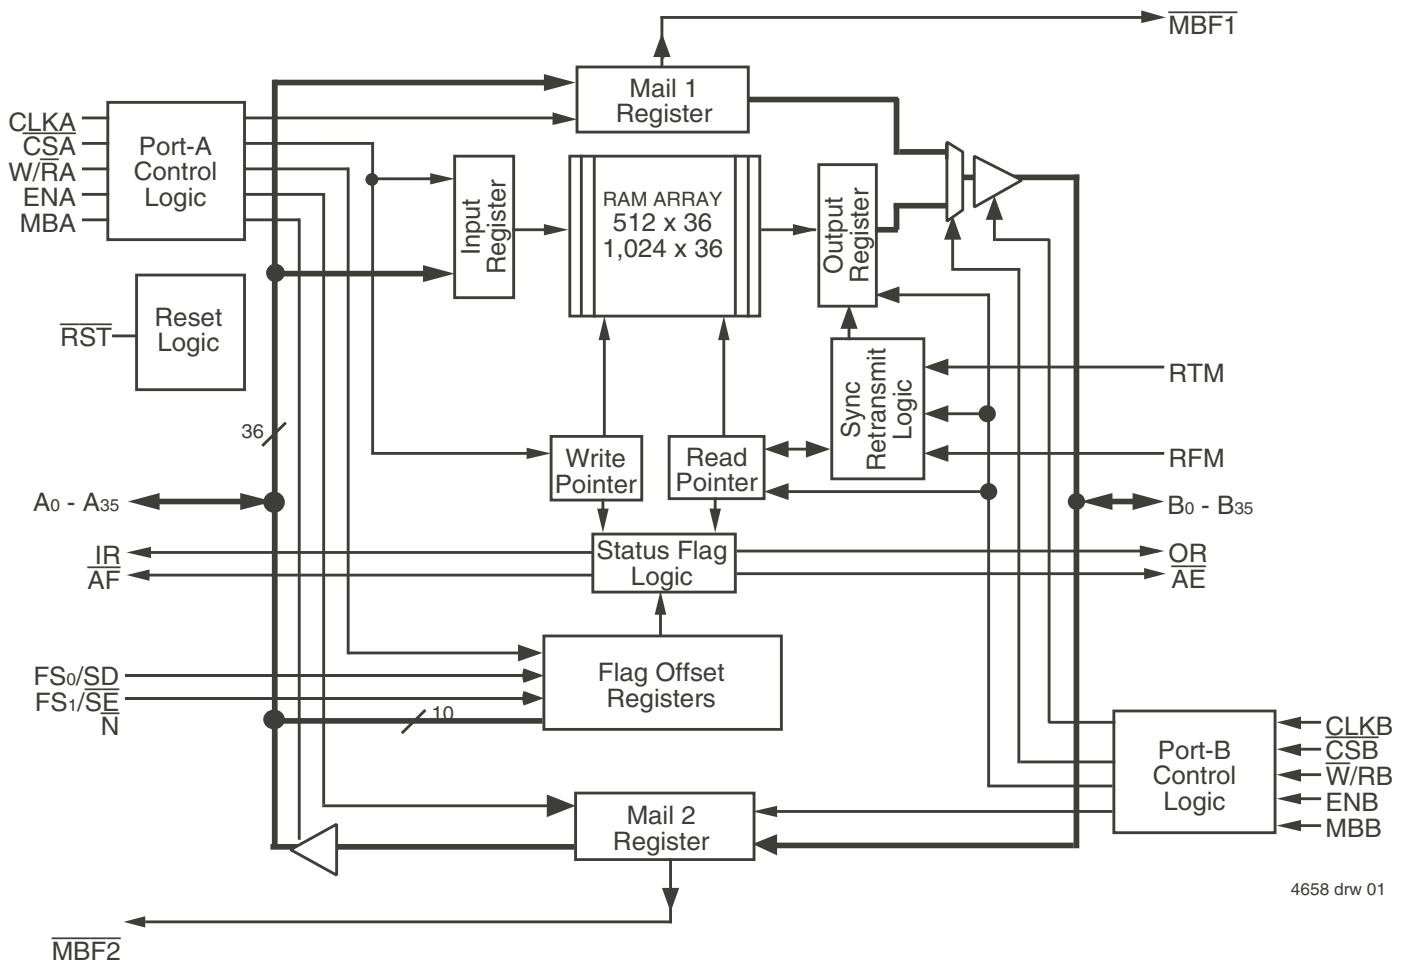 MBF1
Mail 1
Register
CLKA
CSA
W/RA
ENA
MBA
Port-A
Control
Logic
Input
Register
RAM ARRAY
512 x 36
1,024 x 36
Output
Register
RST
Reset
Logic
Sync
Retransmit
Logic
RTM
RFM
36
Write
Pointer
Read
Pointer
A0 - A35
B0 - B35
IR
AF
Status Flag
Logic
OR
AE
FS0/SD
FS1/SEN
Flag Offset
Registers
10
Port-B
Control
Logic
CLKB
CSB
W/RB
ENB
MBB
Mail 2
Register
4658 drw 01
MBF2